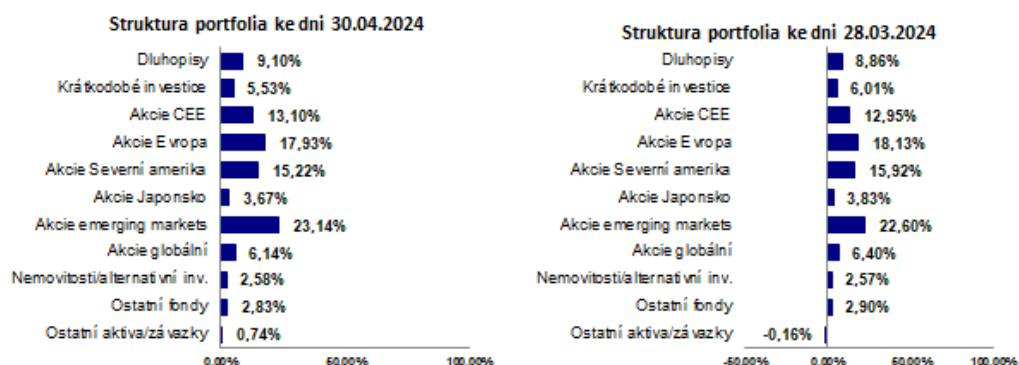 Struktura portfolia ke dni 30.04.2024
Dluhopisy 9,10%
Krátkodobé investice 5,53%
Akcie CEE 13,10%
Akcie Evropa 17,93%
Akcie Severní amerika 15,22%
Akcie Japonsko 3,67%
Akcie emerging markets 23,14%
Akcie globální 6,14%
Nemovitosti/alternativní inv. 2,58%
Ostatní fondy 2,83%
Ostatní aktiva/závazky 0,74%
0.00% 50.00% 100.00%
Struktura portfolia ke dni 28.03.2024
Dluhopisy 8,86%
Krátkodobé investice 6,01%
Akcie CEE 12,95%
Akcie Evropa 18,13%
Akcie Severní amerika 15,92%
Akcie Japonsko 3,83%
Akcie emerging markets 22,60%
Akcie globální 6,40%
Nemovitosti/alternativní inv. 2,57%
Ostatní fondy 2,90%
Ostatní aktiva/závazky -0,16%
-50.00% 0.00% 50.00% 100.00%